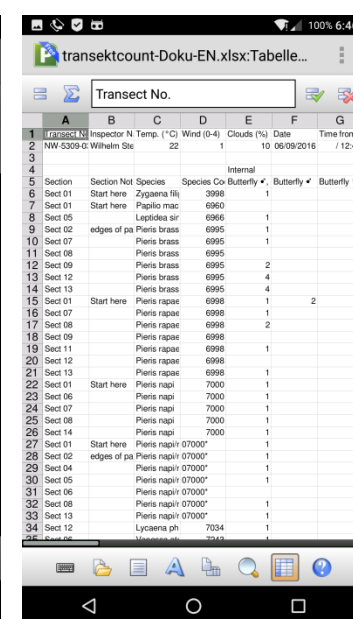 100% 6:40
transektcount-Doku-EN.xlsx:Tabelle...
Transect No.
A B C D E F G
1 Transect No Inspector N. Temp. (°C) Wind (0-4) Clouds (%) Date Time from
2 NW-5309-0 Wilhelm Ste 22 1 10 06/09/2016 / 12:
3
4 Internal
5 Section Section Not Species Species Co Butterfly Butterfly Butterfly
6 Sect 01 Start here Zygaena fili 3998 1
7 Sect 01 Start here Papilio mac 6960
8 Sect 05 Leptidea sir 6966 1
9 Sect 02 edges of pa Pieris brass 6995 1
10 Sect 07 Pieris brass 6995 1
11 Sect 08 Pieris brass 6995
12 Sect 09 Pieris brass 6995 2
13 Sect 12 Pieris brass 6995 4
14 Sect 13 Pieris brass 6995 4
15 Sect 01 Start here Pieris rapae 6998 1 2
16 Sect 07 Pieris rapae 6998 1
17 Sect 08 Pieris rapae 6998 2
18 Sect 09 Pieris rapae 6998
19 Sect 11 Pieris rapae 6998 1
20 Sect 12 Pieris rapae 6998
21 Sect 13 Pieris rapae 6998 1
22 Sect 01 Start here Pieris napi 7000 1
23 Sect 06 Pieris napi 7000 1
24 Sect 07 Pieris napi 7000 1
25 Sect 08 Pieris napi 7000 1
26 Sect 14 Pieris napi 7000 1
27 Sect 01 Start here Pieris napi/r 07000* 1
28 Sect 02 edges of pa Pieris napi/r 07000* 1
29 Sect 04 Pieris napi/r 07000* 1
30 Sect 05 Pieris napi/r 07000* 1
31 Sect 06 Pieris napi/r 07000*
32 Sect 08 Pieris napi/r 07000* 1
33 Sect 13 Pieris napi/r 07000* 1
34 Sect 12 Lycaena ph 7034 1